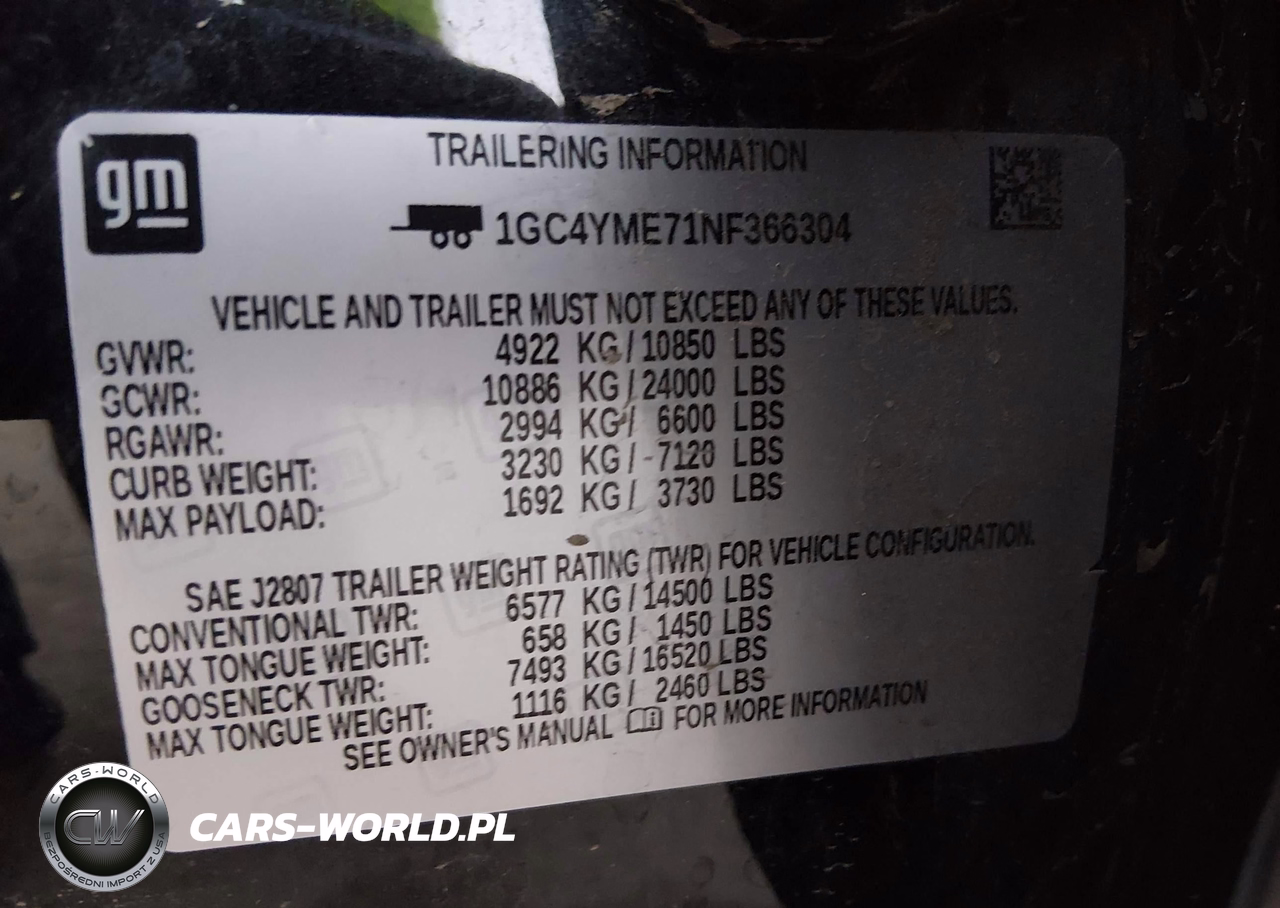 gm
TRAILERING INFORMATION
1GC4YME71NF366304
VEHICLE AND TRAILER MUST NOT EXCEED ANY OF THESE VALUES.
GVWR: 4922 KG / 10850 LBS
GCWR: 10886 KG / 24000 LBS
RGAWR: 2994 KG / 6600 LBS
CURB WEIGHT: 3230 KG / 7120 LBS
MAX PAYLOAD: 1692 KG / 3730 LBS
SAE J2807 TRAILER WEIGHT RATING (TWR) FOR VEHICLE CONFIGURATION.
CONVENTIONAL TWR: 6577 KG / 14500 LBS
MAX TONGUE WEIGHT: 658 KG / 1450 LBS
GOOSENECK TWR: 7493 KG / 16520 LBS
MAX TONGUE WEIGHT: 1116 KG / 2460 LBS
SEE OWNER'S MANUAL FOR MORE INFORMATION
CARS-WORLD
CW
BEZPOŚREDNI IMPORT Z USA
CARS-WORLD.PL